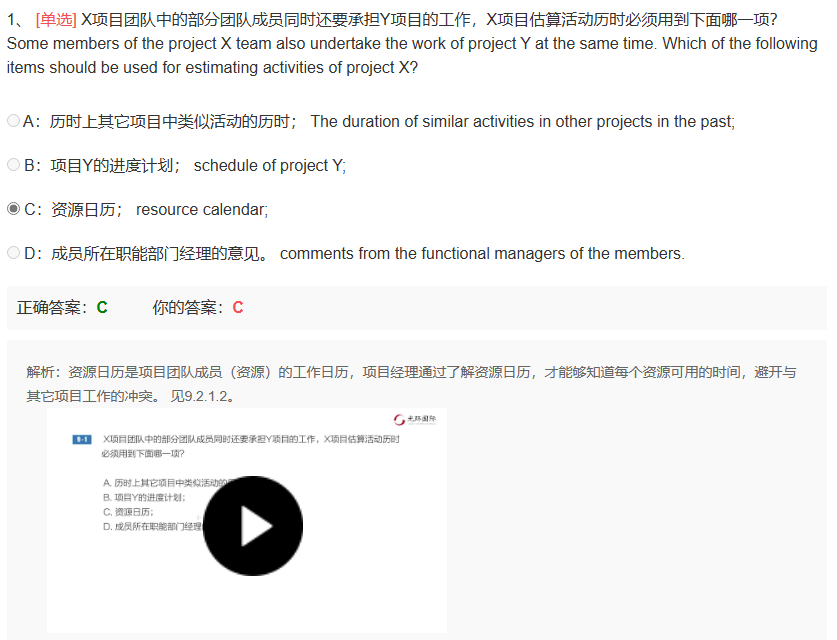 1、 [单选] X项目团队中的部分团队成员同时还要承担Y项目的工作，X项目估算活动历时必须用到下面哪一项?
Some members of the project X team also undertake the work of project Y at the same time. Which of the following
items should be used for estimating activities of project X?
A：历时上其它项目中类似活动的历时； The duration of similar activities in other projects in the past;
B：项目Y的进度计划； schedule of project Y;
C：资源日历； resource calendar;
D：成员所在职能部门经理的意见。 comments from the functional managers of the members.
正确答案：C 你的答案：C
解析：资源日历是项目团队成员（资源）的工作日历，项目经理通过了解资源日历，才能够知道每个资源可用的时间，避开与
其它项目工作的冲突。 见9.2.1.2。
光环国际
9-1 X项目团队中的部分团队成员同时还要承担Y项目的工作，X项目估算活动历时
必须用到下面哪一项?
A. 历时上其它项目中类似活动的
B. 项目Y的进度计划；
C. 资源日历；
D. 成员所在职能部门经理